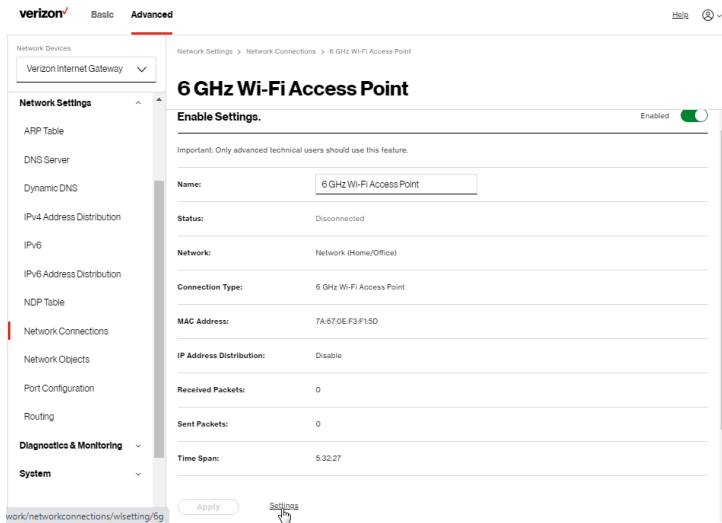 verizon
Basic
Advanced
Help
Network Devices
Verizon Internet Gateway
Network Settings
ARP Table
DNS Server
Dynamic DNS
IPv4 Address Distribution
IPv6
IPv6 Address Distribution
NDP Table
Network Connections
Network Objects
Port Configuration
Routing
Diagnostics & Monitoring
System
work/networkconnections/wlsetting/6g
Network Settings > Network Connections > 6 GHz Wi-Fi Access Point
6 GHz Wi-Fi Access Point
Enable Settings.
Enabled
Important: Only advanced technical users should use this feature.
Name: 6 GHz Wi-Fi Access Point
Status: Disconnected
Network: Network (Home/Office)
Connection Type: 6 GHz Wi-Fi Access Point
MAC Address: 7A:67:0E:F3:F1:5D
IP Address Distribution: Disable
Received Packets: 0
Sent Packets: 0
Time Span: 5:32:27
Apply
Settings